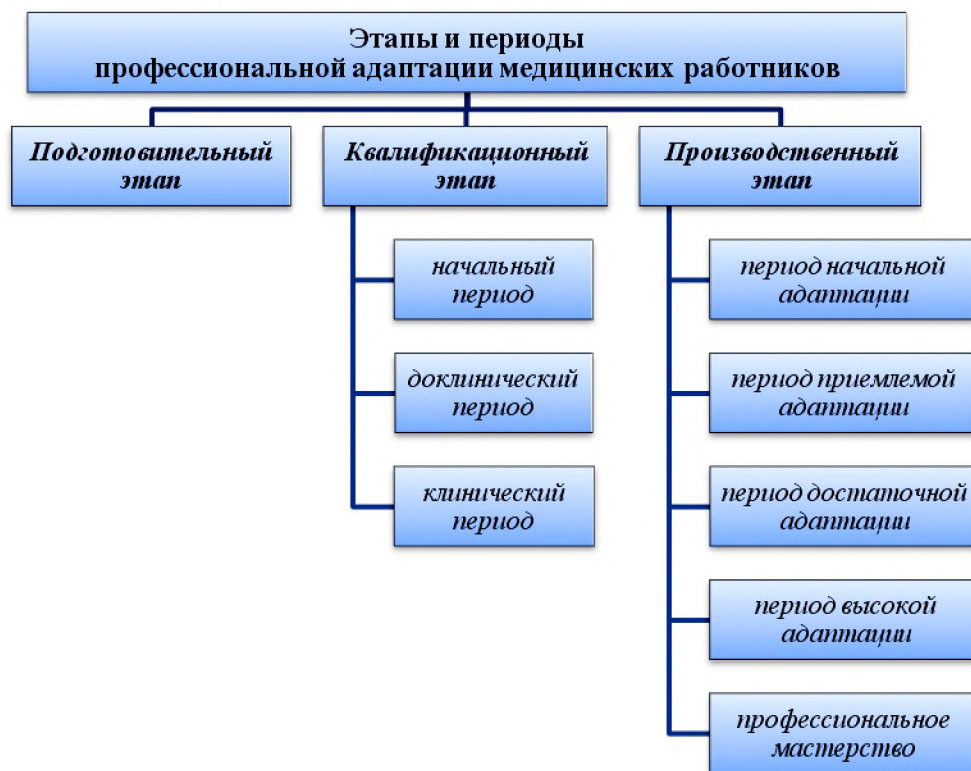 Этапы и периоды
профессиональной адаптации медицинских работников
Подготовительный
этап
Квалификационный
этап
начальный
период
доклинический
период
клинический
период
Производственный
этап
период начальной
адаптации
период приемлемой
адаптации
период достаточной
адаптации
период высокой
адаптации
профессиональное
мастерство